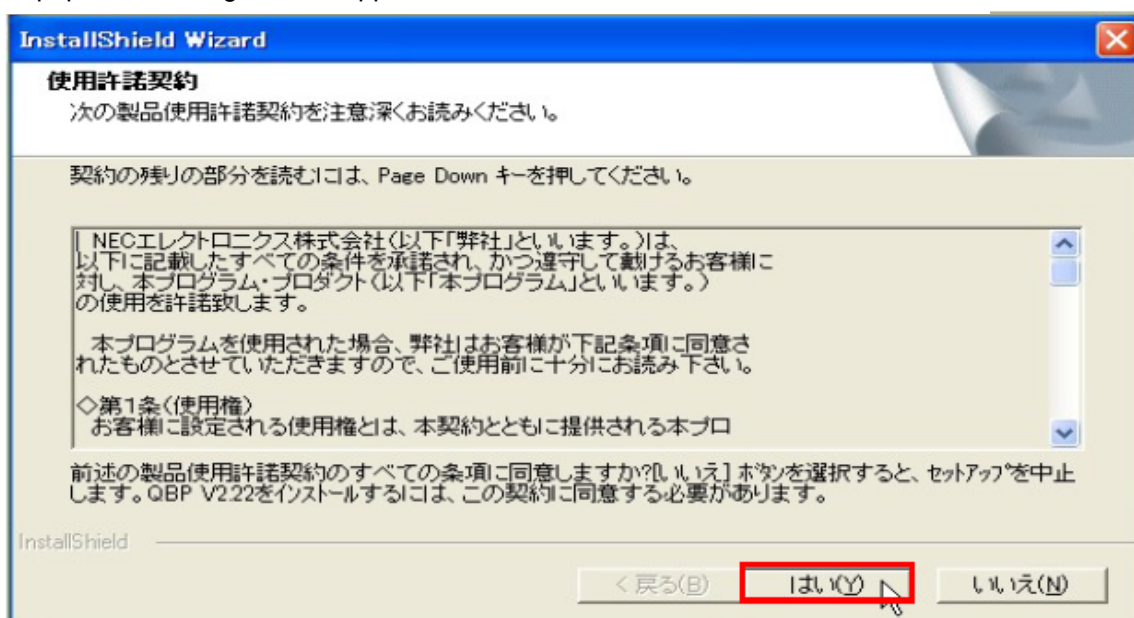 InstallShield Wizard
使用許諾契約
次の製品使用許諾契約を注意深くお読みください。
契約の残りの部分を読むには、Page Down キーを押してください。
NECエレクトロニクス株式会社(以下「弊社」といいます。)は、
以下に記載したすべての条件を承諾され、かつ遵守して戴けるお客様に
対し、本プログラム・プロダクト(以下「本プログラム」といいます。)
の使用を許諾致します。
本プログラムを使用された場合、弊社はお客様が下記条項に同意さ
れたものとさせていただきますので、ご使用前に十分にお読み下さい。
◇第1条(使用権)
お客様に設定される使用権とは、本契約とともに提供される本プロ
前述の製品使用許諾契約のすべての条項に同意しますか?[いいえ] ボタンを選択すると、セットアップを中止
します。QBP V2.22をインストールするには、この契約に同意する必要があります。
InstallShield
< 戻る(B) はい(Y) いいえ(N)